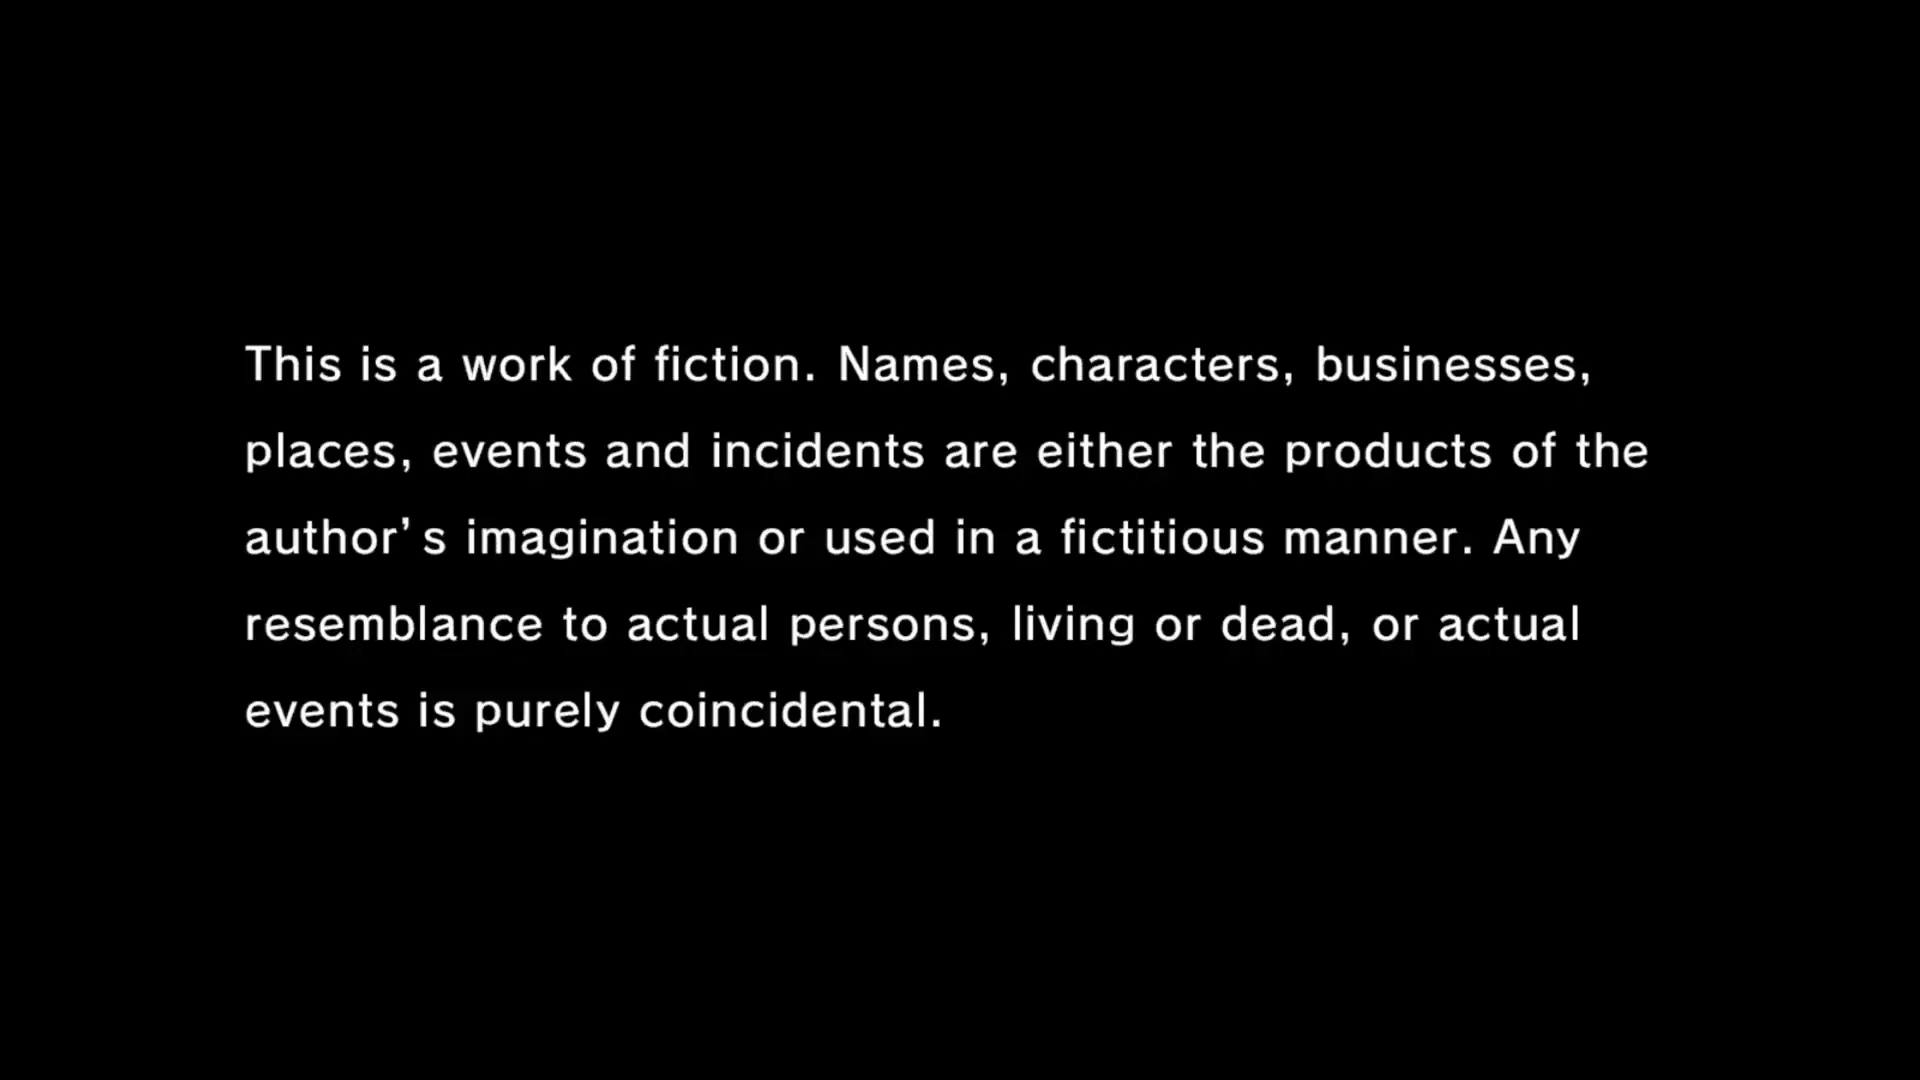 This is a work of fiction. Names, characters, businesses,
places, events and incidents are either the products of the
author’s imagination or used in a fictitious manner. Any
resemblance to actual persons, living or dead, or actual
events is purely coincidental.